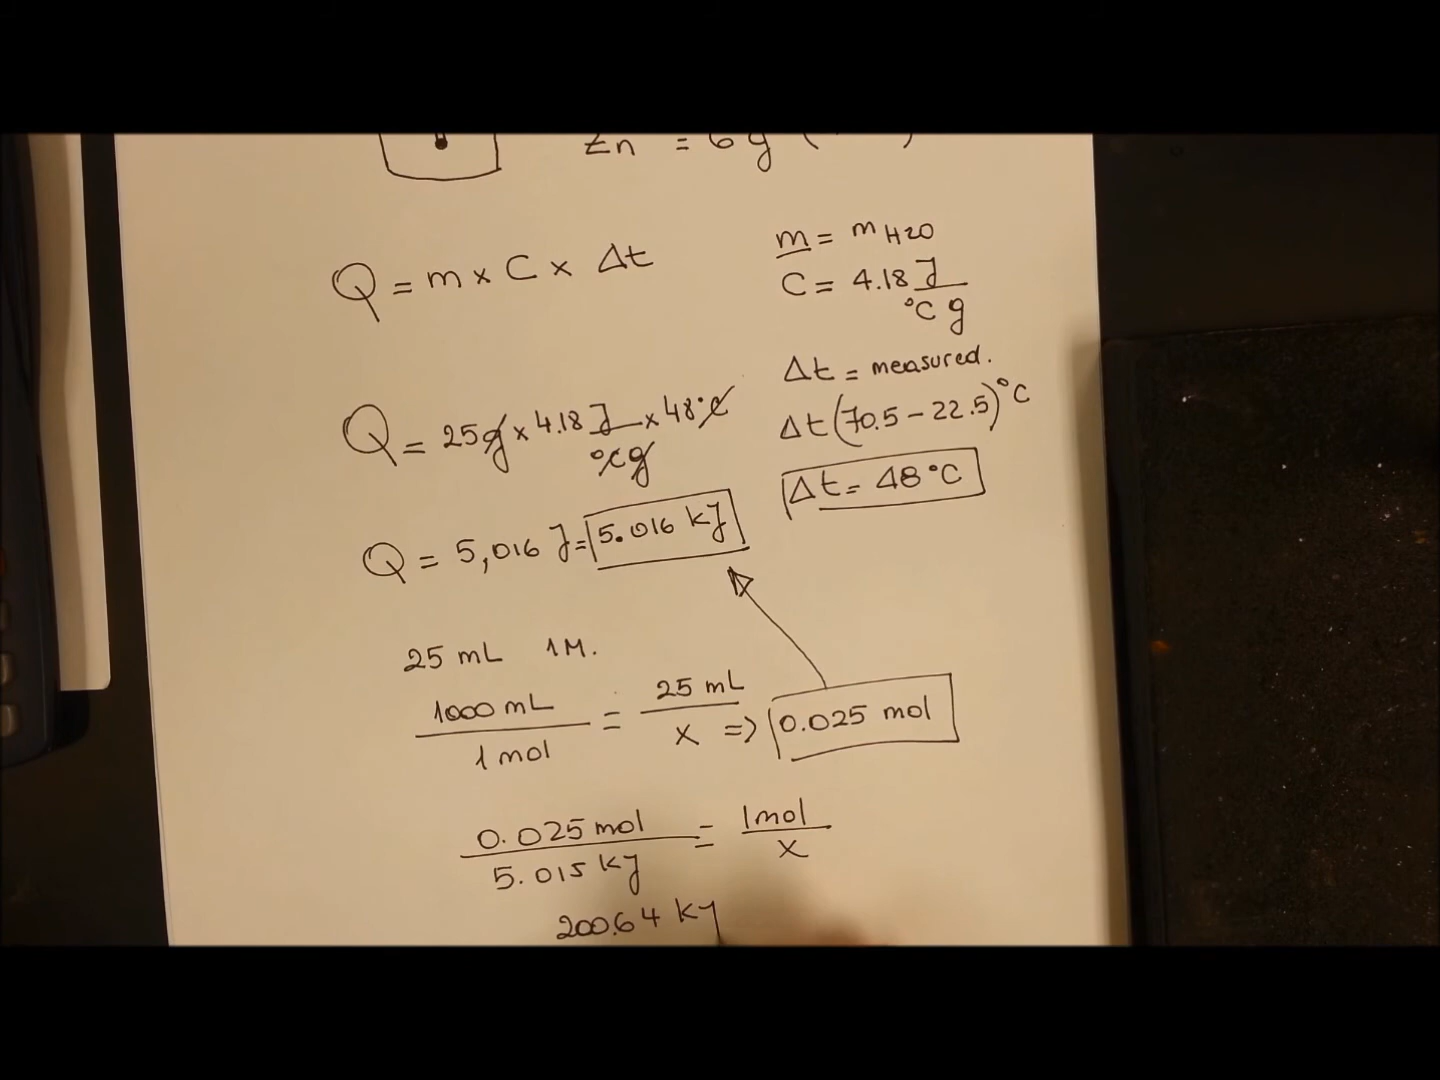 Zn = 6g (
Q = m x C x Δt
m = m H2O
C = 4.18 J
°C g
Δt = measured.
Δt (70.5 - 22.5)°C
Δt = 48°C
Q = 25g x 4.18 J x 48°C
°C g
Q = 5,016 J = 5.016 kJ
25 mL 1M.
1000 mL = 25 mL
1 mol x => 0.025 mol
0.025 mol = 1mol
5.015 kJ x
200.64 kJ